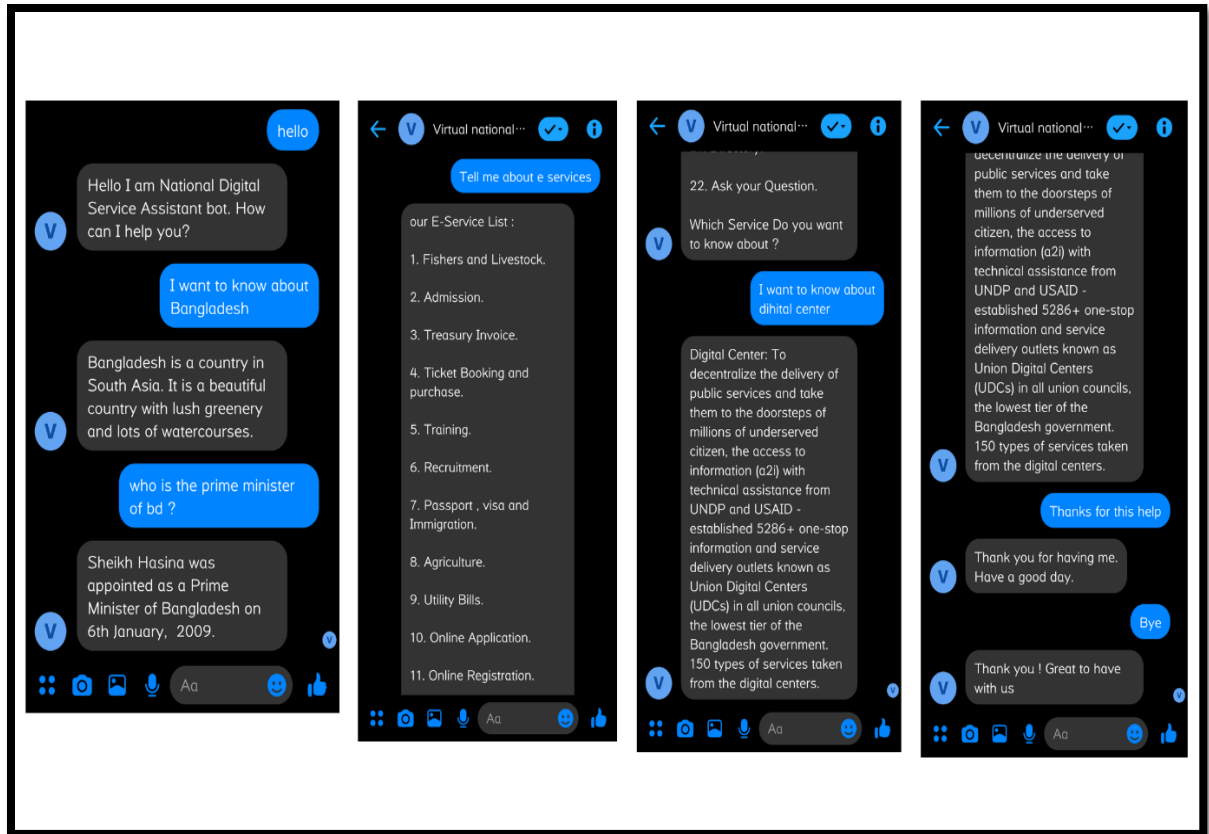 hello
Hello I am National Digital
Service Assistant bot. How
can I help you?
V
I want to know about
Bangladesh
Bangladesh is a country in
South Asia. It is a beautiful
country with lush greenery
and lots of watercourses.
V
who is the prime minister
of bd ?
Sheikh Hasina was
appointed as a Prime
Minister of Bangladesh on
6th January, 2009.
V
V
Aa
V Virtual national...
Tell me about e services
our E-Service List :
1. Fishers and Livestock.
2. Admission.
3. Treasury Invoice.
4. Ticket Booking and
purchase.
5. Training.
6. Recruitment.
7. Passport , visa and
Immigration.
8. Agriculture.
9. Utility Bills.
10. Online Application.
11. Online Registration.
Aa
V Virtual national...
22. Ask your Question.
Which Service Do you want
to know about ?
V
I want to know about
dihital center
Digital Center: To
decentralize the delivery of
public services and take
them to the doorsteps of
millions of underserved
citizen, the access to
information (a2i) with
technical assistance from
UNDP and USAID -
established 5286+ one-stop
information and service
delivery outlets known as
Union Digital Centers
(UDCs) in all union councils,
the lowest tier of the
Bangladesh government.
150 types of services taken
from the digital centers.
V
V
Aa
V Virtual national...
decentralize the delivery of
public services and take
them to the doorsteps of
millions of underserved
citizen, the access to
information (a2i) with
technical assistance from
UNDP and USAID -
established 5286+ one-stop
information and service
delivery outlets known as
Union Digital Centers
(UDCs) in all union councils,
the lowest tier of the
Bangladesh government.
150 types of services taken
from the digital centers.
V
Thanks for this help
Thank you for having me.
Have a good day.
V
Bye
Thank you ! Great to have
with us
V
V
Aa